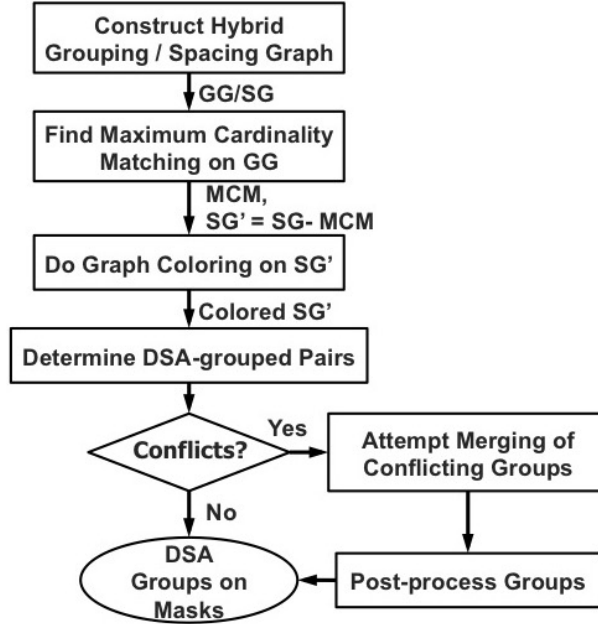 Construct Hybrid
Grouping / Spacing Graph
GG/SG
Find Maximum Cardinality
Matching on GG
MCM,
SG’ = SG- MCM
Do Graph Coloring on SG’
Colored SG’
Determine DSA-grouped Pairs
Conflicts?
Yes
Attempt Merging of
Conflicting Groups
No
DSA
Groups on
Masks
Post-process Groups